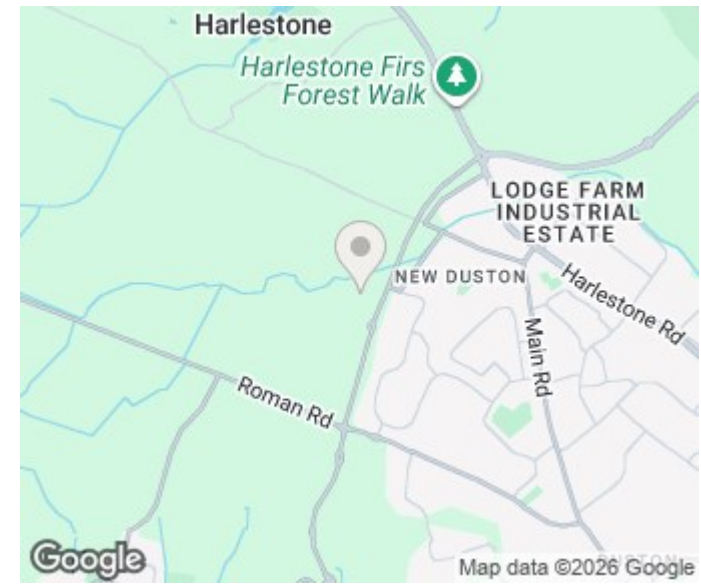 Harlestone
Harlestone Firs
Forest Walk
LODGE FARM
INDUSTRIAL
ESTATE
NEW DUSTON
Harlestone Rd
Main Rd
Roman Rd
DUSTON
Google
Map data ©2026 Google